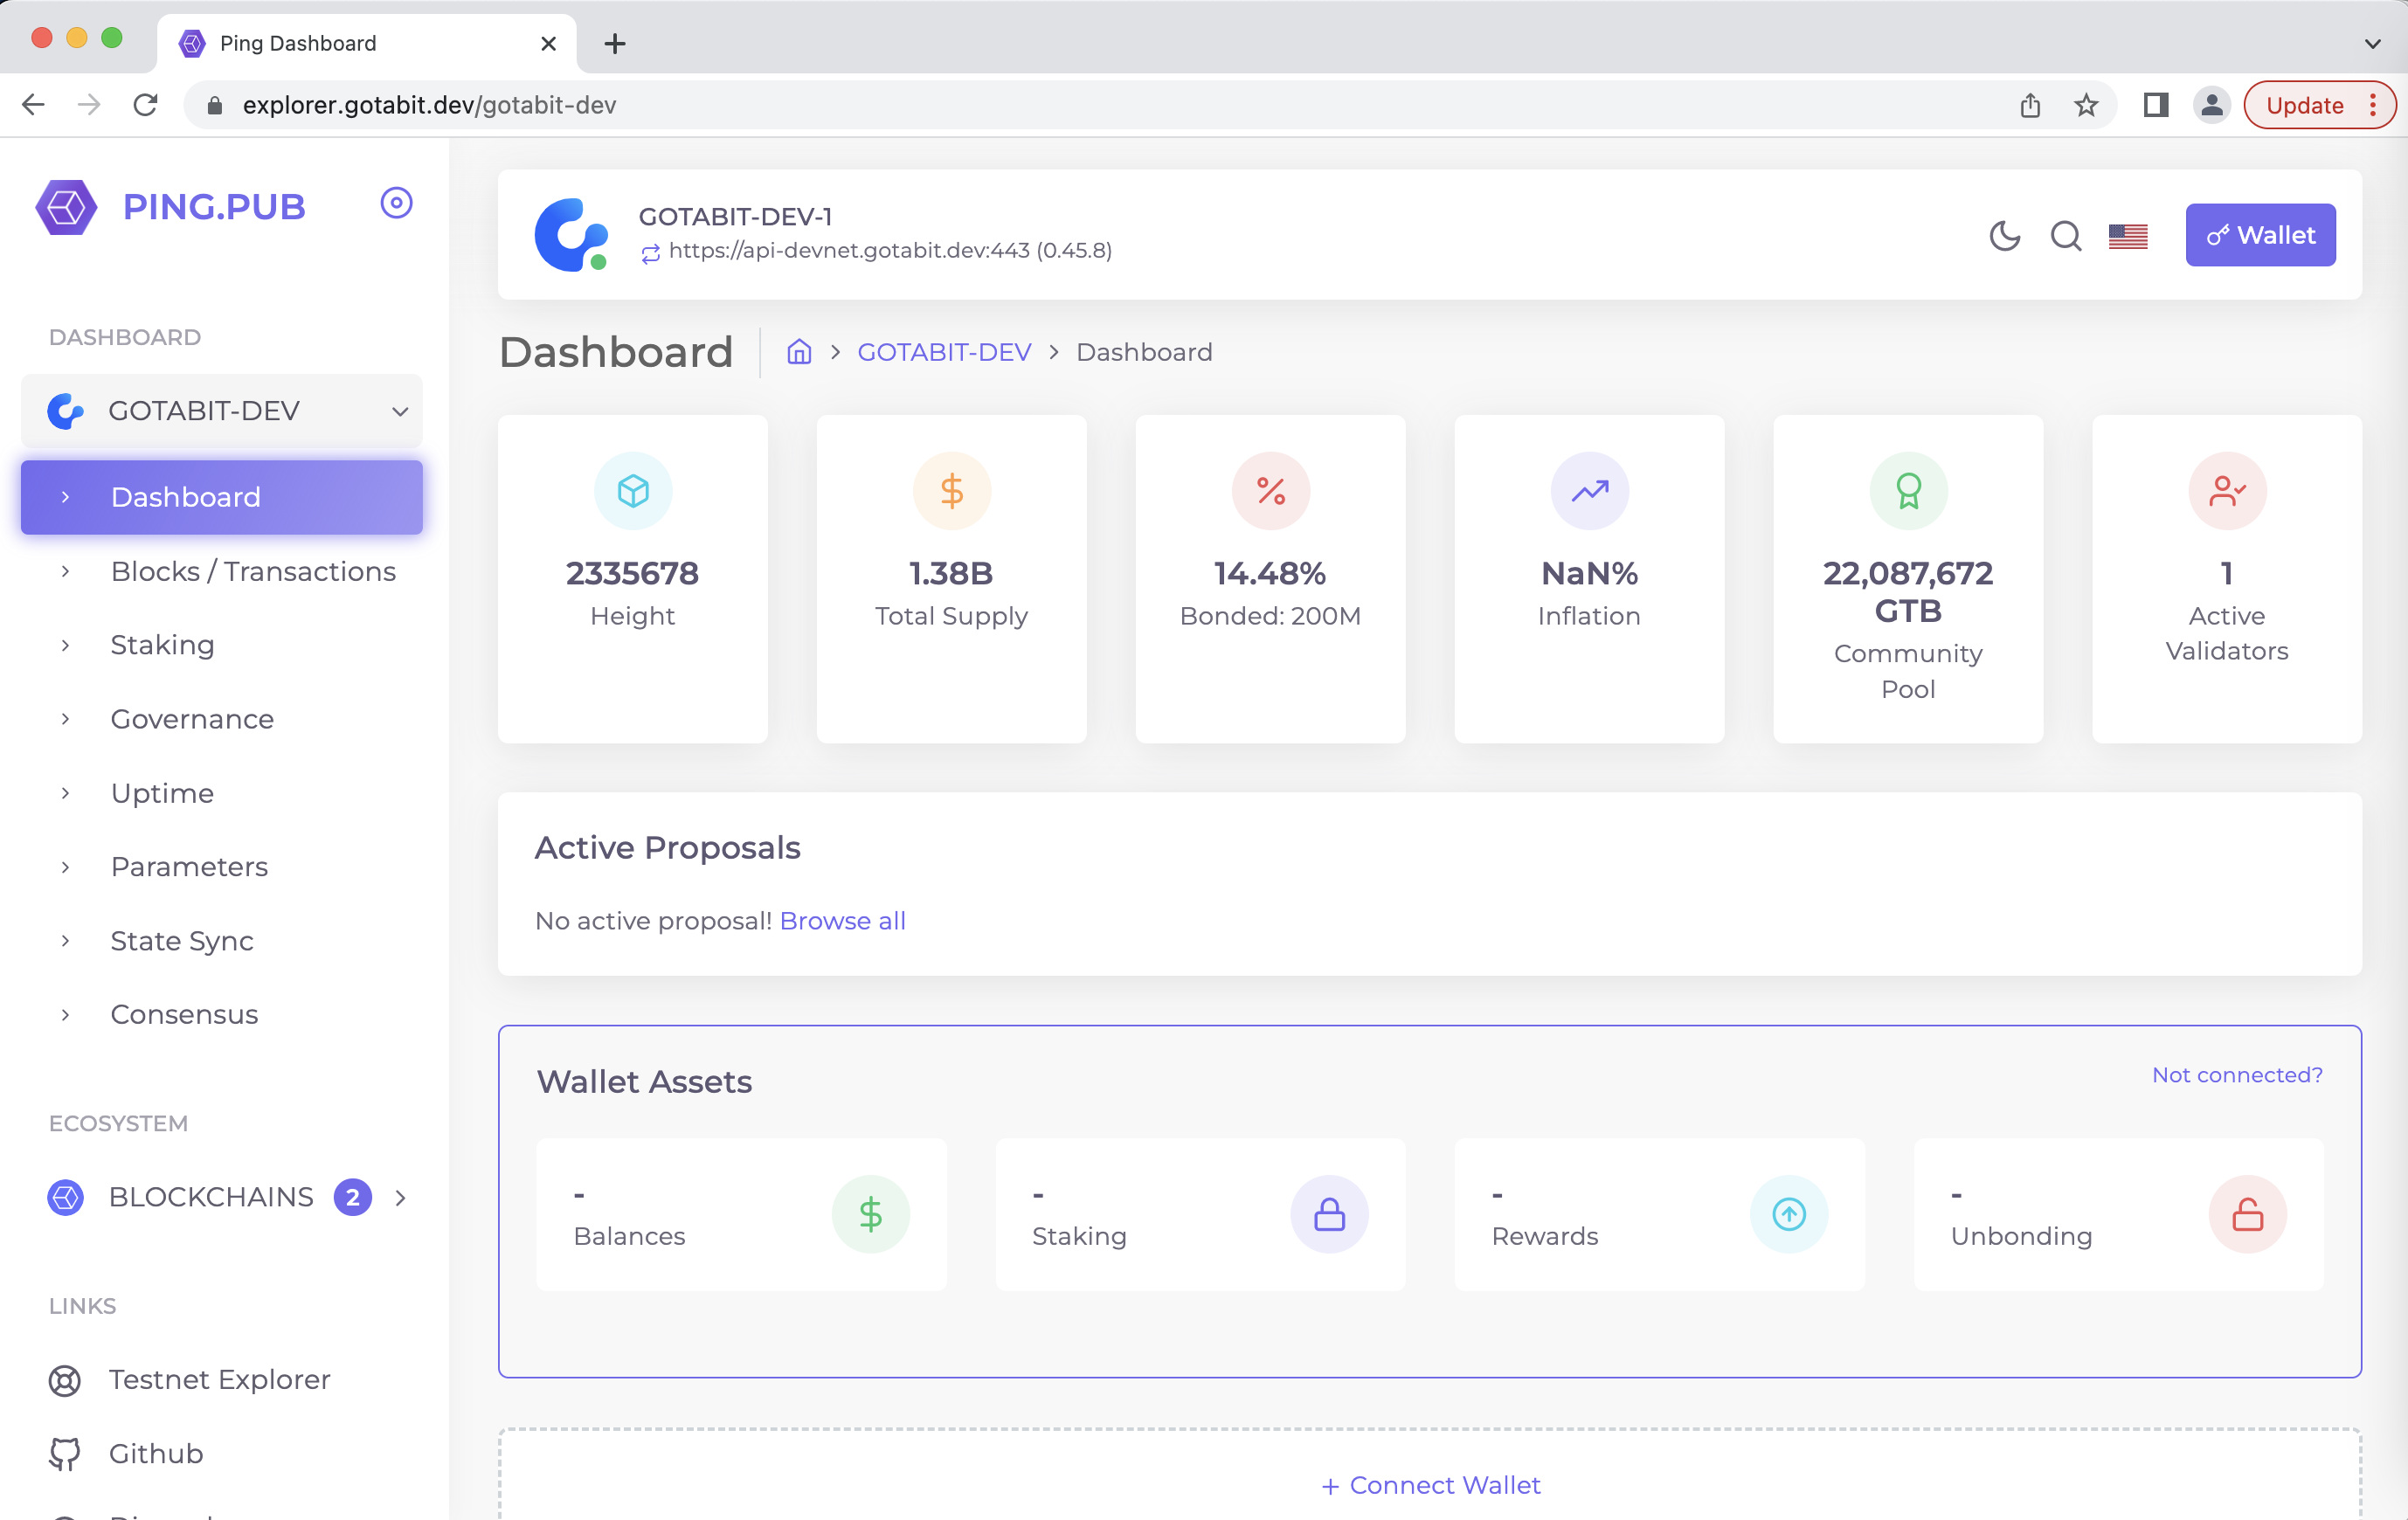 Ping Dashboard
explorer.gotabit.dev/gotabit-dev
Update
PING.PUB
DASHBOARD
GOTABIT-DEV
Dashboard
Blocks / Transactions
Staking
Governance
Uptime
Parameters
State Sync
Consensus
ECOSYSTEM
BLOCKCHAINS 2
LINKS
Testnet Explorer
Github
GOTABIT-DEV-1
https://api-devnet.gotabit.dev:443 (0.45.8)
Wallet
Dashboard
GOTABIT-DEV > Dashboard
2335678
Height
1.38B
Total Supply
14.48%
Bonded: 200M
NaN%
Inflation
22,087,672
GTB
Community
Pool
1
Active
Validators
Active Proposals
No active proposal! Browse all
Wallet Assets
Not connected?
-
Balances
-
Staking
-
Rewards
-
Unbonding
+ Connect Wallet